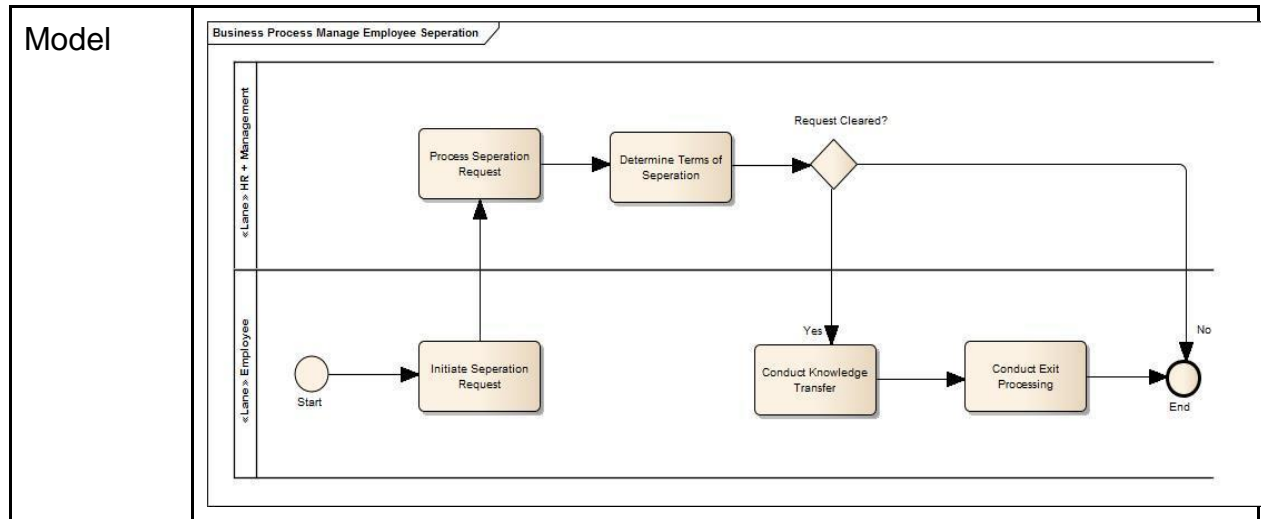 Model
Business Process Manage Employee Seperation
«Lane» HR + Management
Process Seperation
Request
Determine Terms of
Seperation
Request Cleared?
«Lane» Employee
Start
Initiate Seperation
Request
Yes
Conduct Knowledge
Transfer
Conduct Exit
Processing
No
End